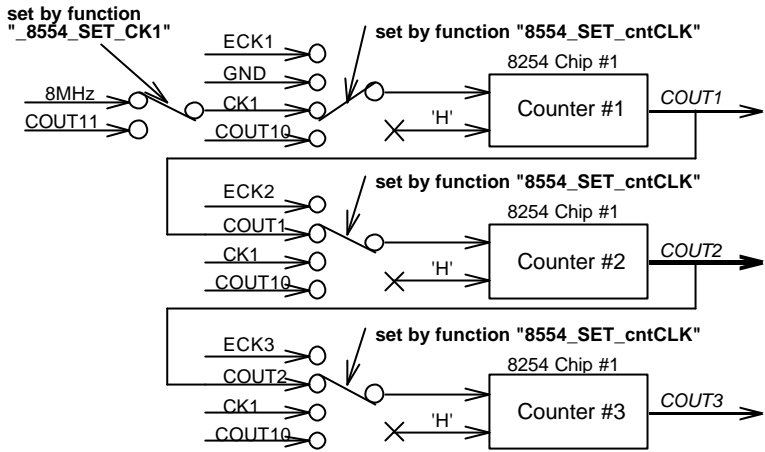 set by function
"_8554_SET_CK1"
ECK1
set by function "8554_SET_cntCLK"
GND
8254 Chip #1
8MHz
CK1
'H'
Counter #1
COUT1
COUT11
COUT10
set by function "8554_SET_cntCLK"
ECK2
8254 Chip #1
COUT1
CK1
'H'
Counter #2
COUT2
COUT10
set by function "8554_SET_cntCLK"
ECK3
8254 Chip #1
COUT2
CK1
'H'
Counter #3
COUT3
COUT10